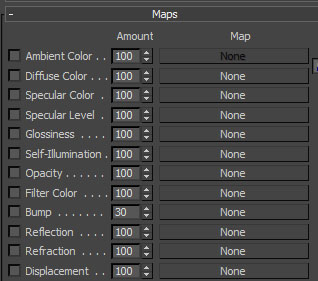 - Maps
Amount Map
Ambient Color . . 100 None
Diffuse Color . . . 100 None
Specular Color . 100 None
Specular Level . 100 None
Glossiness . . . . 100 None
Self-Illumination . 100 None
Opacity . . . . . . 100 None
Filter Color . . . . 100 None
Bump . . . . . . . 30 None
Reflection . . . . 100 None
Refraction . . . . 100 None
Displacement . . 100 None